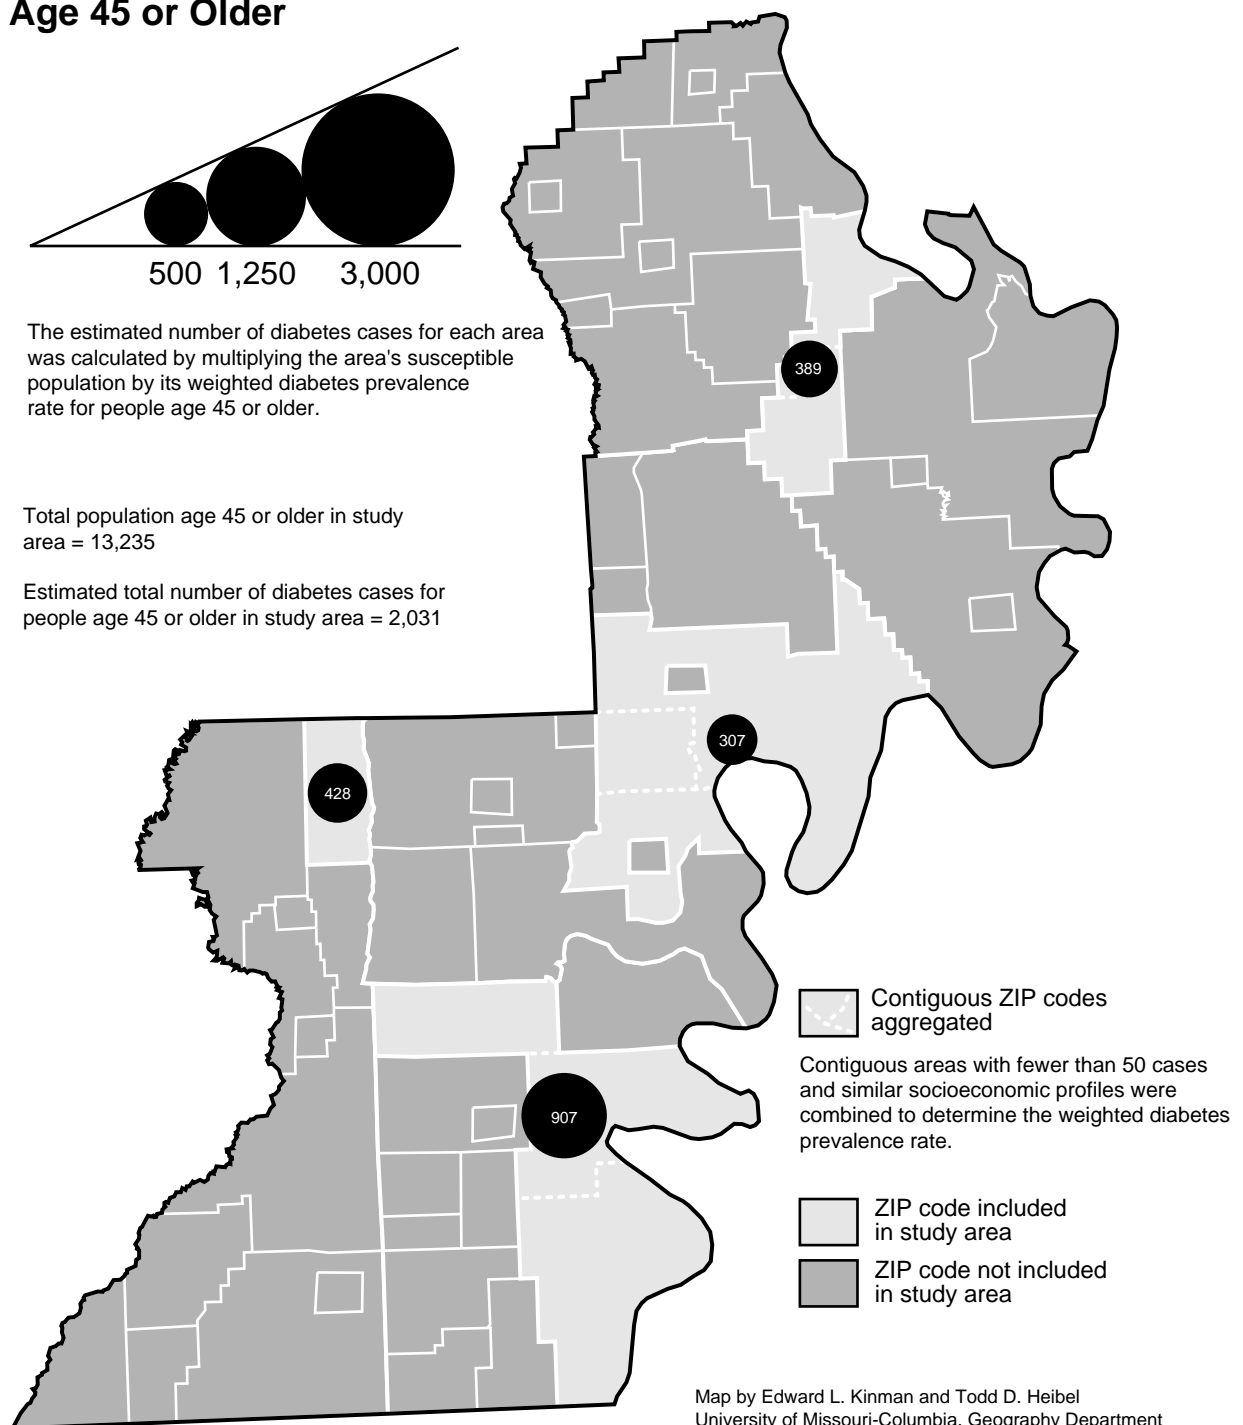 Age 45 or Older
500 1,250 3,000
The estimated number of diabetes cases for each area
was calculated by multiplying the area's susceptible
population by its weighted diabetes prevalence
rate for people age 45 or older.
389
Total population age 45 or older in study
area = 13,235
Estimated total number of diabetes cases for
people age 45 or older in study area = 2,031
307
428
907
Contiguous ZIP codes
aggregated
Contiguous areas with fewer than 50 cases
and similar socioeconomic profiles were
combined to determine the weighted diabetes
prevalence rate.
ZIP code included
in study area
ZIP code not included
in study area
Map by Edward L. Kinman and Todd D. Heibel
University of Missouri-Columbia, Geography Department